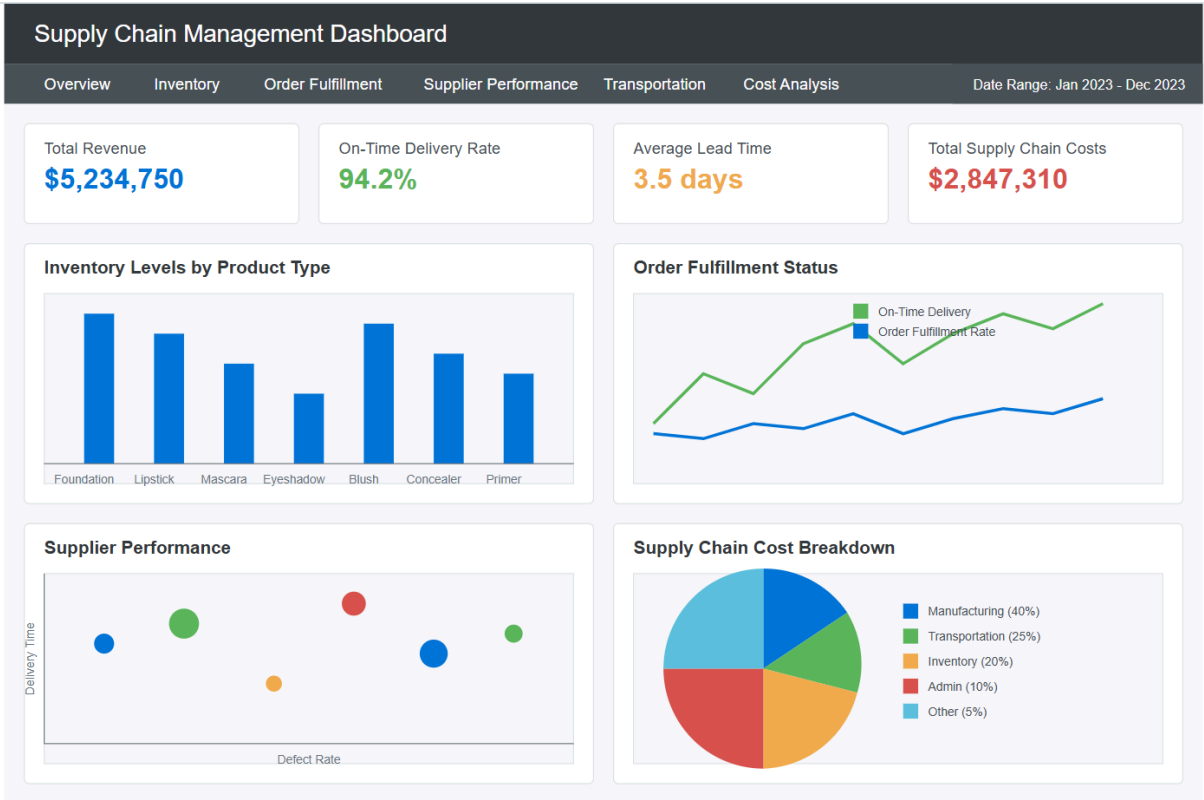 Supply Chain Management Dashboard
Overview Inventory Order Fulfillment Supplier Performance Transportation Cost Analysis Date Range: Jan 2023 - Dec 2023
Total Revenue
$5,234,750
On-Time Delivery Rate
94.2%
Average Lead Time
3.5 days
Total Supply Chain Costs
$2,847,310
Inventory Levels by Product Type
Foundation Lipstick Mascara Eyeshadow Blush Concealer Primer
Order Fulfillment Status
On-Time Delivery
Order Fulfillment Rate
Supplier Performance
Delivery Time
Defect Rate
Supply Chain Cost Breakdown
Manufacturing (40%)
Transportation (25%)
Inventory (20%)
Admin (10%)
Other (5%)